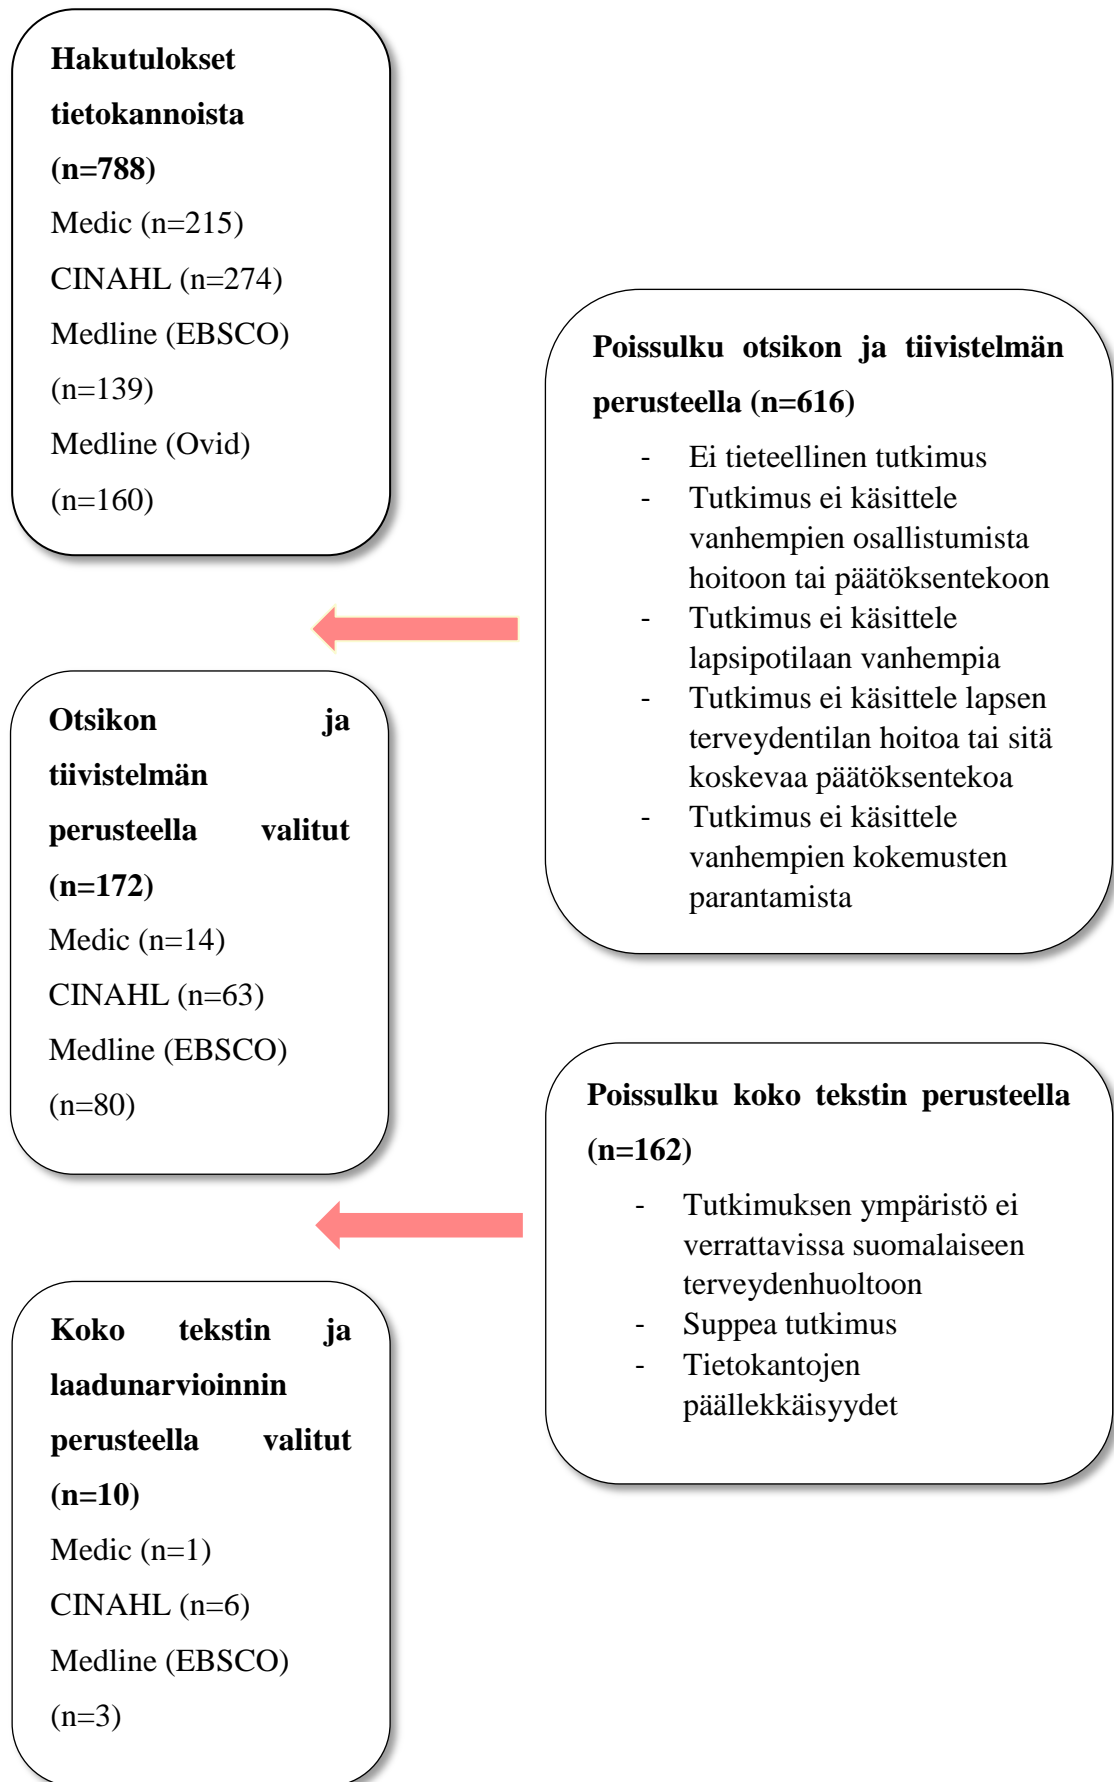 Hakutulokset
tietokannoista
(n=788)
Medic (n=215)
CINAHL (n=274)
Medline (EBSCO)
(n=139)
Medline (Ovid)
(n=160)
Poissulku otsikon ja tiivistelmän
perusteella (n=616)
- Ei tieteellinen tutkimus
- Tutkimus ei käsittele
vanhempien osallistumista
hoitoon tai päätöksentekoon
- Tutkimus ei käsittele
lapsipotilaan vanhempia
- Tutkimus ei käsittele lapsen
terveydentilan hoitoa tai sitä
koskevaa päätöksentekoa
- Tutkimus ei käsittele
vanhempien kokemusten
parantamista
Otsikon ja
tiivistelmän
perusteella valitut
(n=172)
Medic (n=14)
CINAHL (n=63)
Medline (EBSCO)
(n=80)
Poissulku koko tekstin perusteella
(n=162)
- Tutkimuksen ympäristö ei
verrattavissa suomalaiseen
terveydenhuoltoon
- Suppea tutkimus
- Tietokantojen
päällekkäisyydet
Koko tekstin ja
laadunarvioinnin
perusteella valitut
(n=10)
Medic (n=1)
CINAHL (n=6)
Medline (EBSCO)
(n=3)